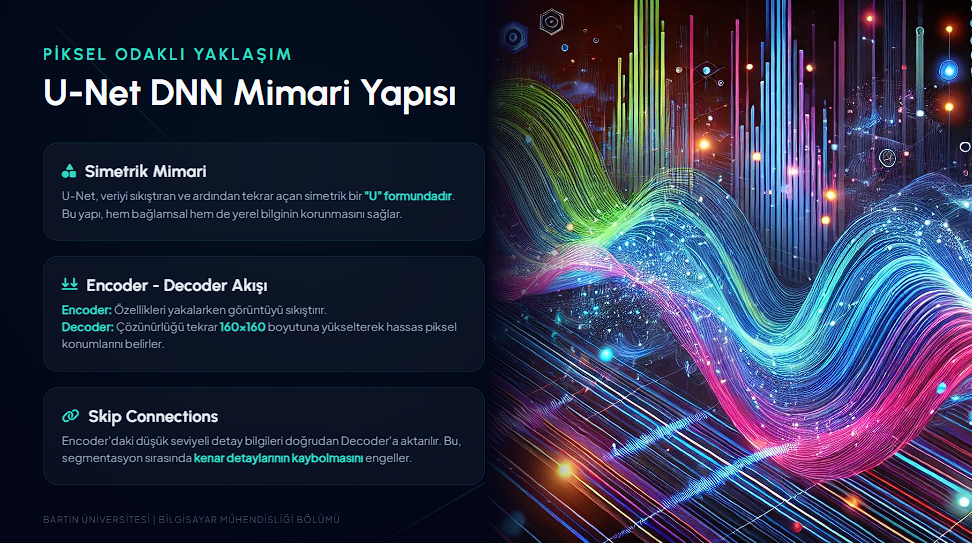 PİKSEL ODAKLI YAKLAŞIM
U-Net DNN Mimari Yapısı
Simetrik Mimari
U-Net, veriyi sıkıştıran ve ardından tekrar açan simetrik bir "U" formundadır.
Bu yapı, hem bağlamsal hem de yerel bilginin korunmasını sağlar.
Encoder - Decoder Akışı
Encoder: Özellikleri yakalarken görüntüyü sıkıştırır.
Decoder: Çözünürlüğü tekrar 160x160 boyutuna yükselterek hassas piksel
konumlarını belirler.
Skip Connections
Encoder'daki düşük seviyeli detay bilgileri doğrudan Decoder'a aktarılır. Bu,
segmentasyon sırasında kenar detaylarının kaybolmasını engeller.
BARTIN ÜNİVERSİTESİ | BİLGİSAYAR MÜHENDİSLİĞİ BÖLÜMÜ